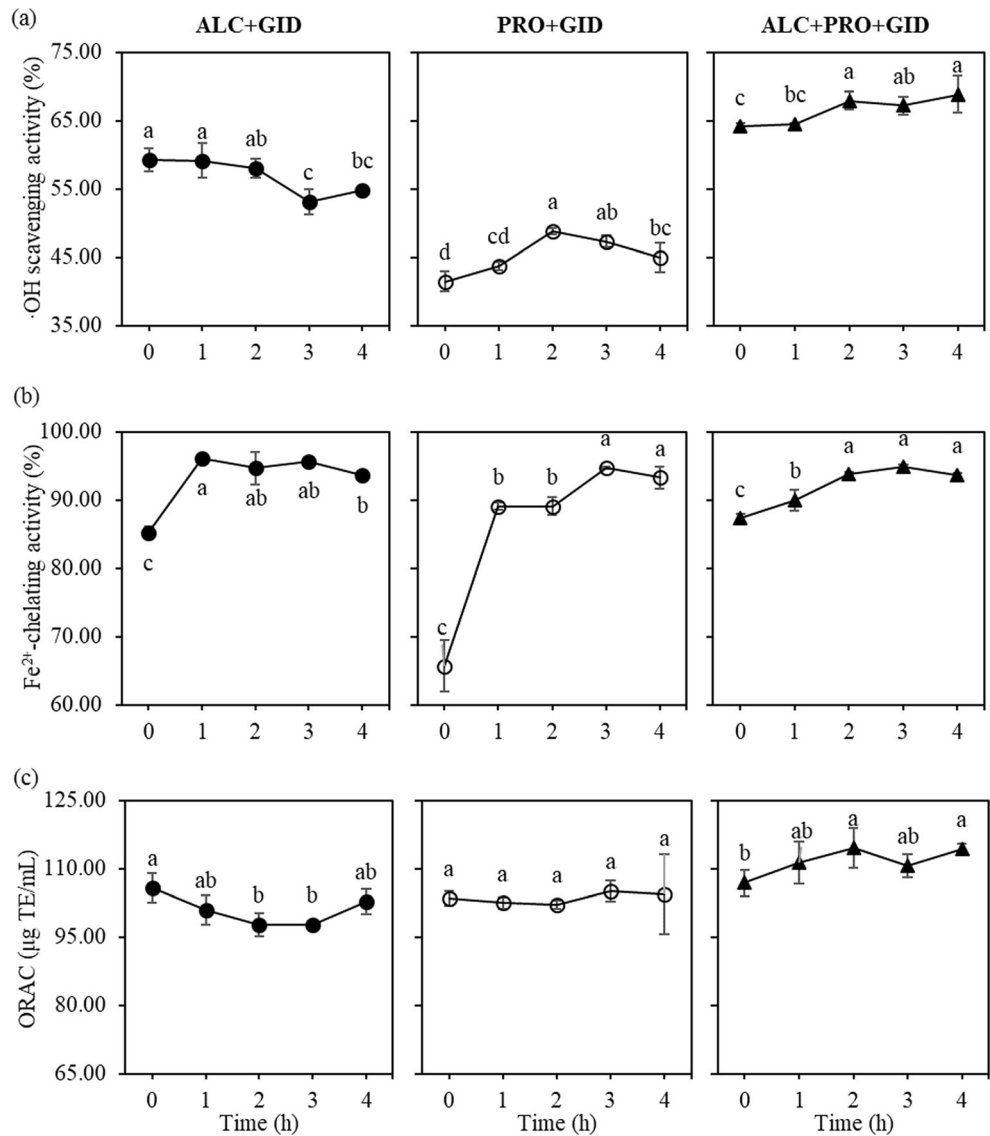 (a)
ALC+GID PRO+GID ALC+PRO+GID
·OH scavenging activity (%)
75.00
65.00
55.00
45.00
35.00
a a ab c bc
d cd a ab bc
c bc a ab a
0 1 2 3 4 0 1 2 3 4 0 1 2 3 4
(b)
Fe²⁺-chelating activity (%)
100.00
90.00
80.00
70.00
60.00
c a ab ab b
c b b a a
c b a a a
0 1 2 3 4 0 1 2 3 4 0 1 2 3 4
(c)
ORAC (µg TE/mL)
125.00
110.00
95.00
80.00
65.00
a ab b b ab
a a a a a
b ab a ab a
0 1 2 3 4 0 1 2 3 4 0 1 2 3 4
Time (h) Time (h) Time (h)